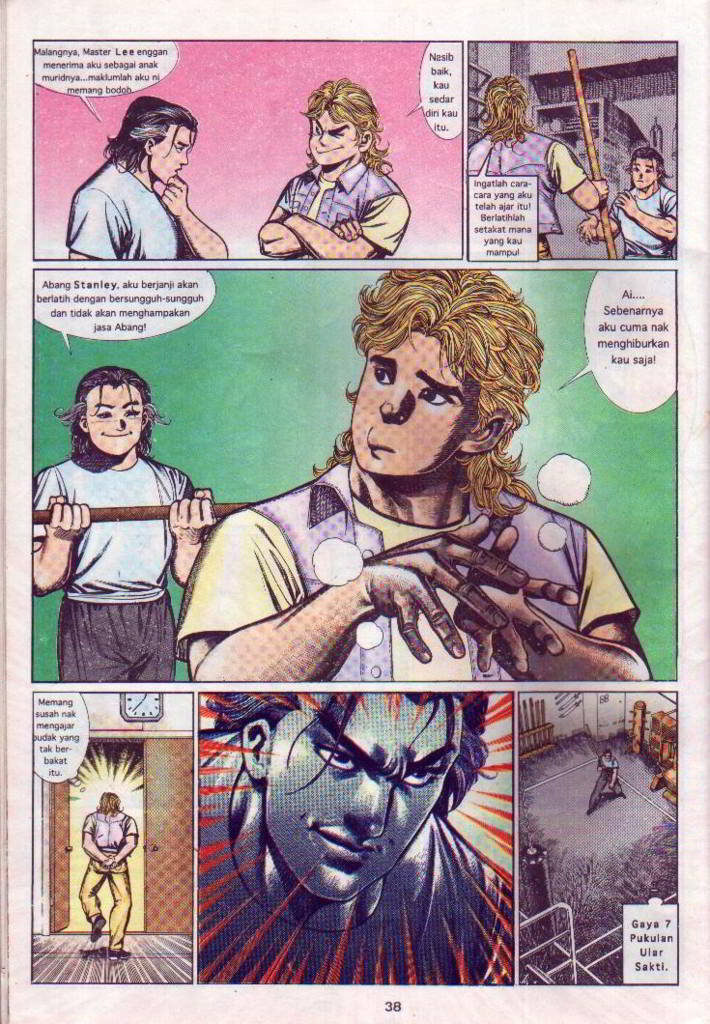 Malangnya, Master Lee enggan
menerima aku sebagai anak
muridnya...maklumlah aku ni
memang bodoh.
Nasib
baik,
kau
sedar
diri kau
itu.
Ingatlah cara-
cara yang aku
telah ajar itu!
Berlatihlah
setakat mana
yang kau
mampu!
Abang Stanley, aku berjanji akan
berlatih dengan bersungguh-sungguh
dan tidak akan menghampakan
jasa Abang!
Ai....
Sebenarnya
aku cuma nak
menghiburkan
kau saja!
Memang
susah nak
mengajar
budak yang
tak ber-
bakat
itu.
Gaya 7
Pukulan
Ular
Sakti.
38